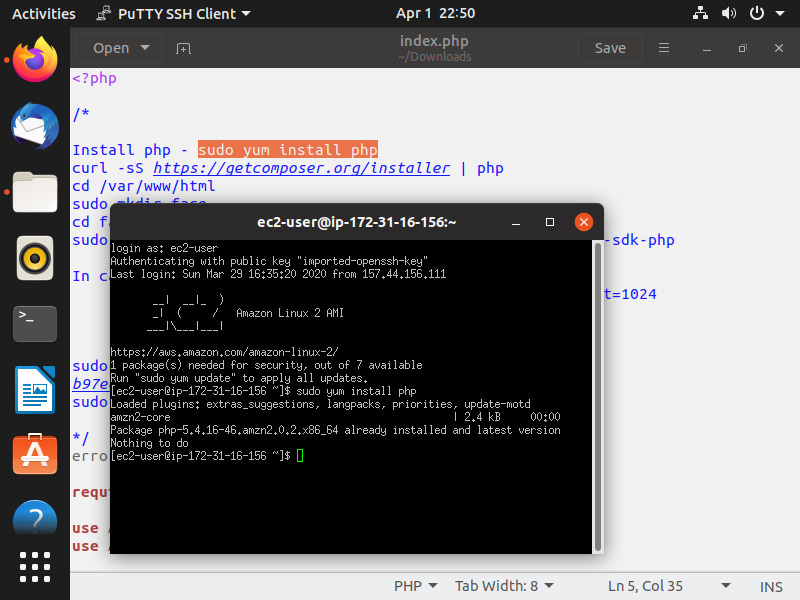 Activities PuTTY SSH Client Apr 1 22:50
Open index.php Save
~/Downloads
<?php
/*
Install php - sudo yum install php
curl -sS https://getcomposer.org/installer | php
cd /var/www/html
sudo mkdir face
cd fa
sudo -sdk-php
In ca
t=1024
sudo
b97e
sudo
*/
erro
requ
use
use
ec2-user@ip-172-31-16-156:~
login as: ec2-user
Authenticating with public key "imported-openssh-key"
Last login: Sun Mar 29 16:35:20 2020 from 157.44.156.111
__| __|_ )
_| ( / Amazon Linux 2 AMI
___|\___|___|
https://aws.amazon.com/amazon-linux-2/
1 package(s) needed for security, out of 7 available
Run "sudo yum update" to apply all updates.
[ec2-user@ip-172-31-16-156 ~]$ sudo yum install php
Loaded plugins: extras_suggestions, langpacks, priorities, update-motd
amzn2-core | 2.4 kB 00:00
Package php-5.4.16-46.amzn2.0.2.x86_64 already installed and latest version
Nothing to do
[ec2-user@ip-172-31-16-156 ~]$
PHP Tab Width: 8 Ln 5, Col 35 INS